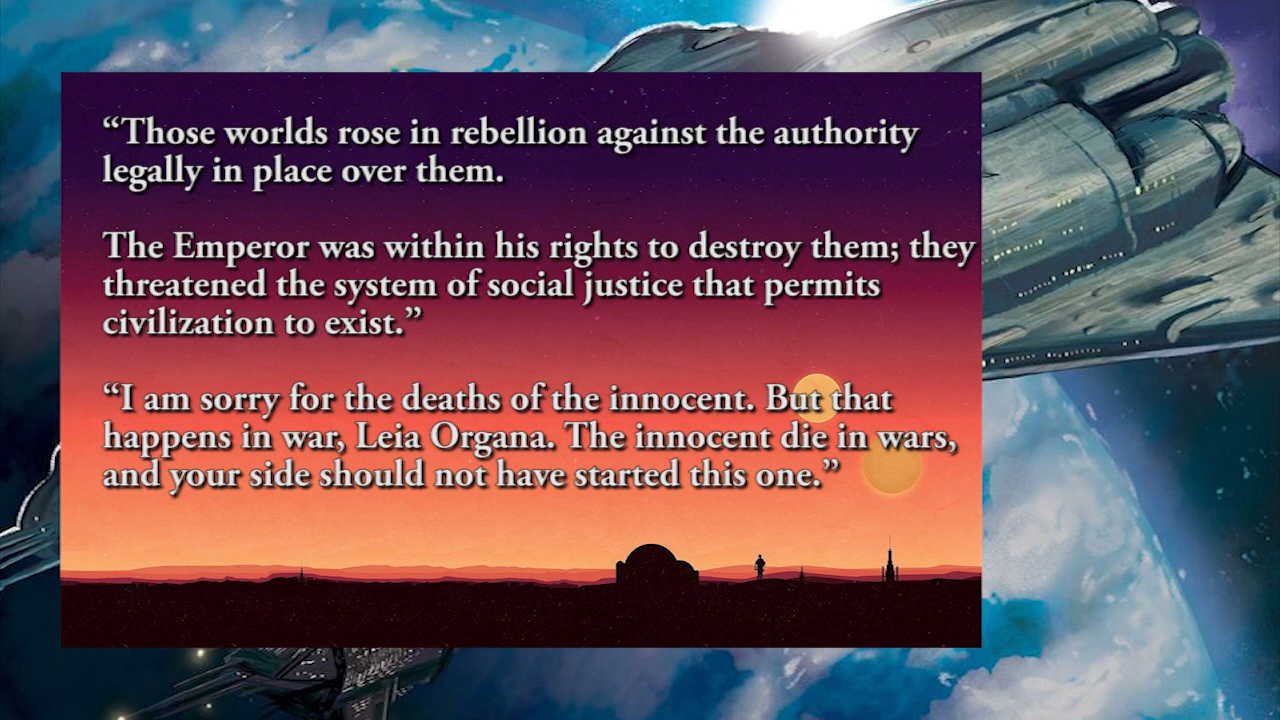 “Those worlds rose in rebellion against the authority
legally in place over them.
The Emperor was within his rights to destroy them; they
threatened the system of social justice that permits
civilization to exist.”
“I am sorry for the deaths of the innocent. But that
happens in war, Leia Organa. The innocent die in wars,
and your side should not have started this one.”